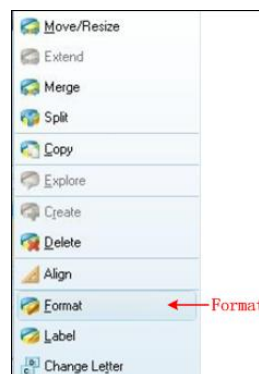 Move/Resize
Extend
Merge
Split
Copy
Explore
Create
Delete
Align
Format
Format
Label
Change Letter